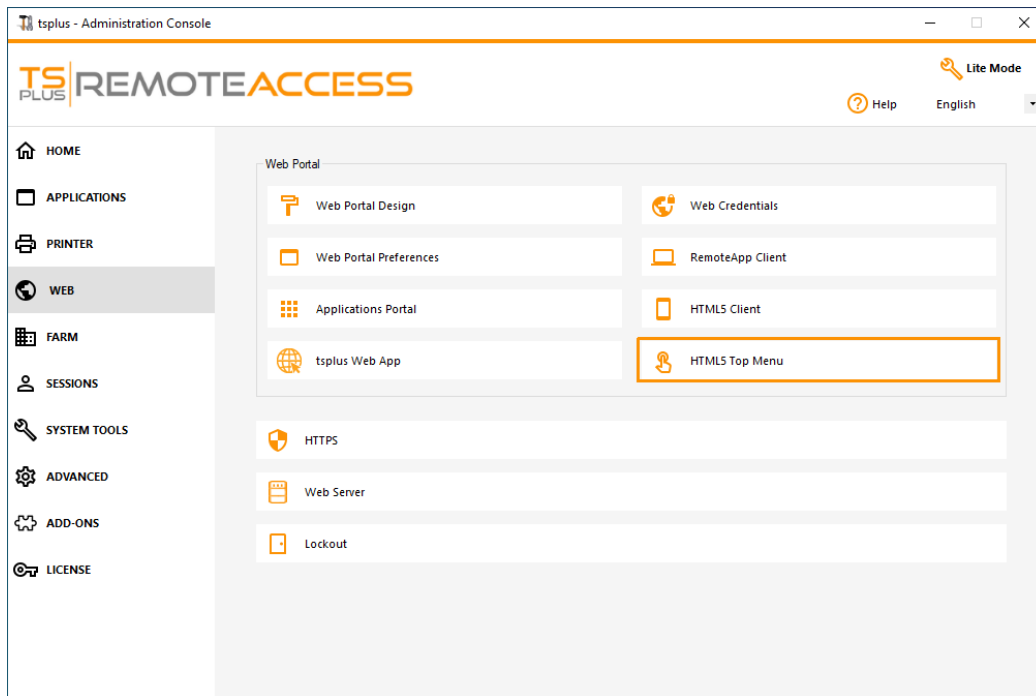 tsplus - Administration Console
TS PLUS REMOTEACCESS
Lite Mode
? Help
English
HOME
APPLICATIONS
PRINTER
WEB
FARM
SESSIONS
SYSTEM TOOLS
ADVANCED
ADD-ONS
LICENSE
Web Portal
Web Portal Design
Web Credentials
Web Portal Preferences
RemoteApp Client
Applications Portal
HTML5 Client
tsplus Web App
HTML5 Top Menu
HTTPS
Web Server
Lockout